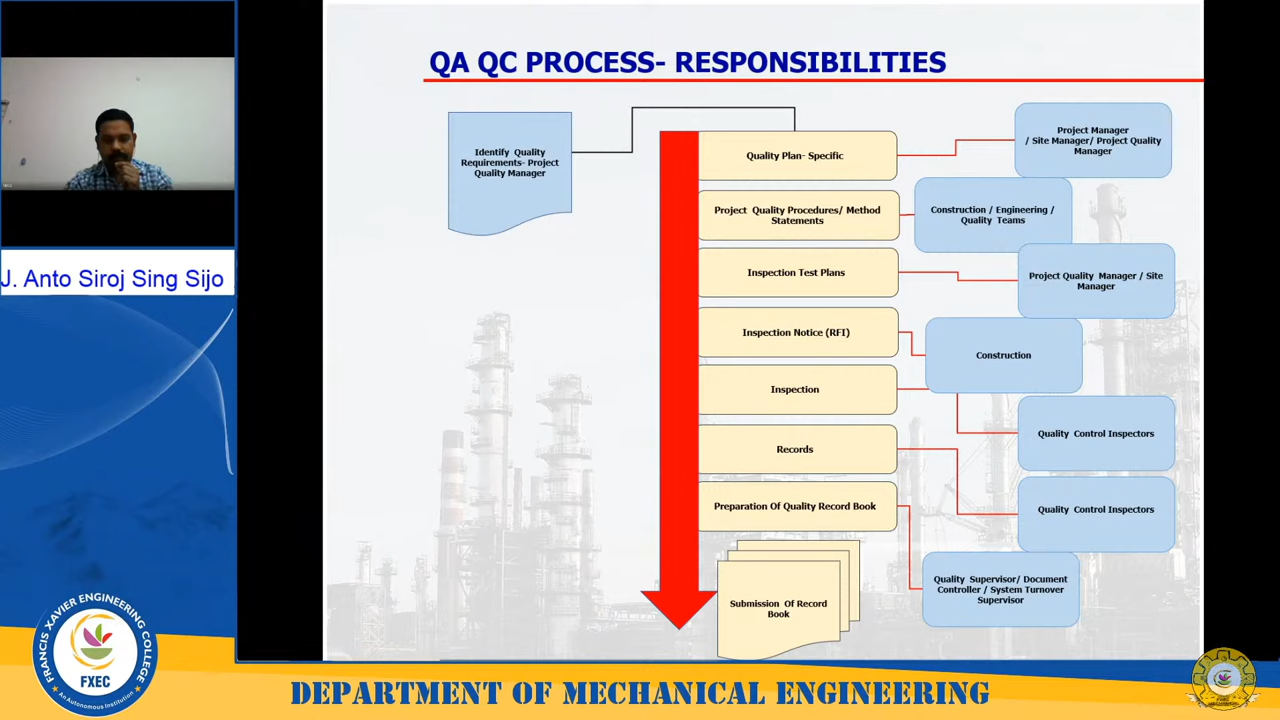 QA QC PROCESS- RESPONSIBILITIES
Identify Quality
Requirements- Project
Quality Manager
Quality Plan- Specific
Project Manager
/ Site Manager/ Project Quality
Manager
Project Quality Procedures/ Method
Statements
Construction / Engineering /
Quality Teams
Inspection Test Plans
Project Quality Manager / Site
Manager
Inspection Notice (RFI)
Construction
Inspection
Quality Control Inspectors
Records
Quality Control Inspectors
Preparation Of Quality Record Book
Quality Supervisor/ Document
Controller / System Turnover
Supervisor
Submission Of Record
Book
J. Anto Siroj Sing Sijo
FRANCIS XAVIER ENGINEERING COLLEGE
FXEC
An Autonomous Institution
DEPARTMENT OF MECHANICAL ENGINEERING